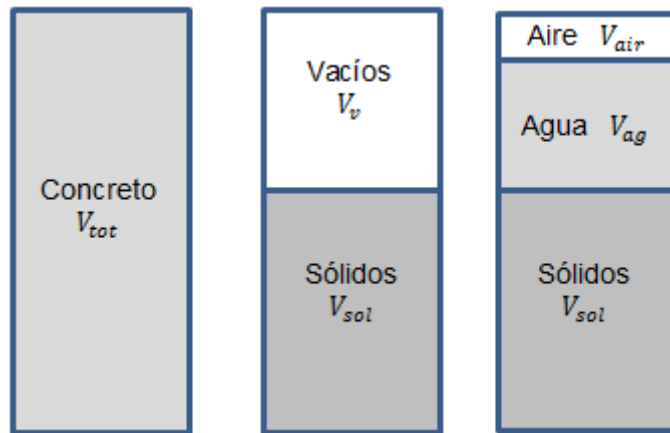 Concreto
V_tot
Vacíos
V_v
Sólidos
V_sol
Aire V_air
Agua V_ag
Sólidos
V_sol